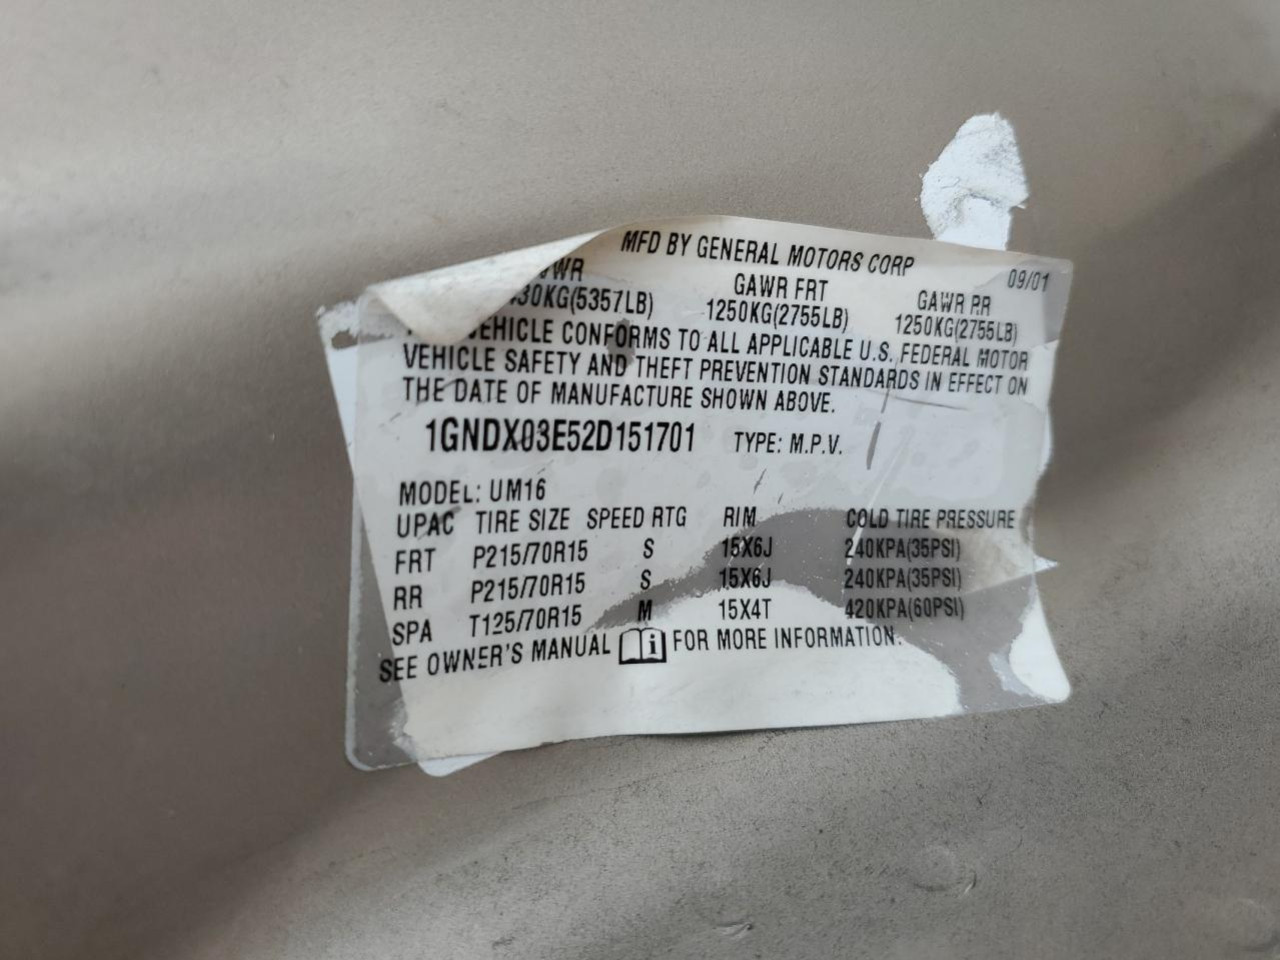 MFD BY GENERAL MOTORS CORP 09/01
GAWR FRT GAWR RR
30KG(5357LB) 1250KG(2755LB) 1250KG(2755LB)
VEHICLE CONFORMS TO ALL APPLICABLE U.S. FEDERAL MOTOR
VEHICLE SAFETY AND THEFT PREVENTION STANDARDS IN EFFECT ON
THE DATE OF MANUFACTURE SHOWN ABOVE.
1GNDX03E52D151701 TYPE: M.P.V.
MODEL: UM16
UPAC TIRE SIZE SPEED RTG RIM COLD TIRE PRESSURE
FRT P215/70R15 S 15X6J 240KPA(35PSI)
RR P215/70R15 S 15X6J 240KPA(35PSI)
SPA T125/70R15 M 15X4T 420KPA(60PSI)
SEE OWNER'S MANUAL FOR MORE INFORMATION.